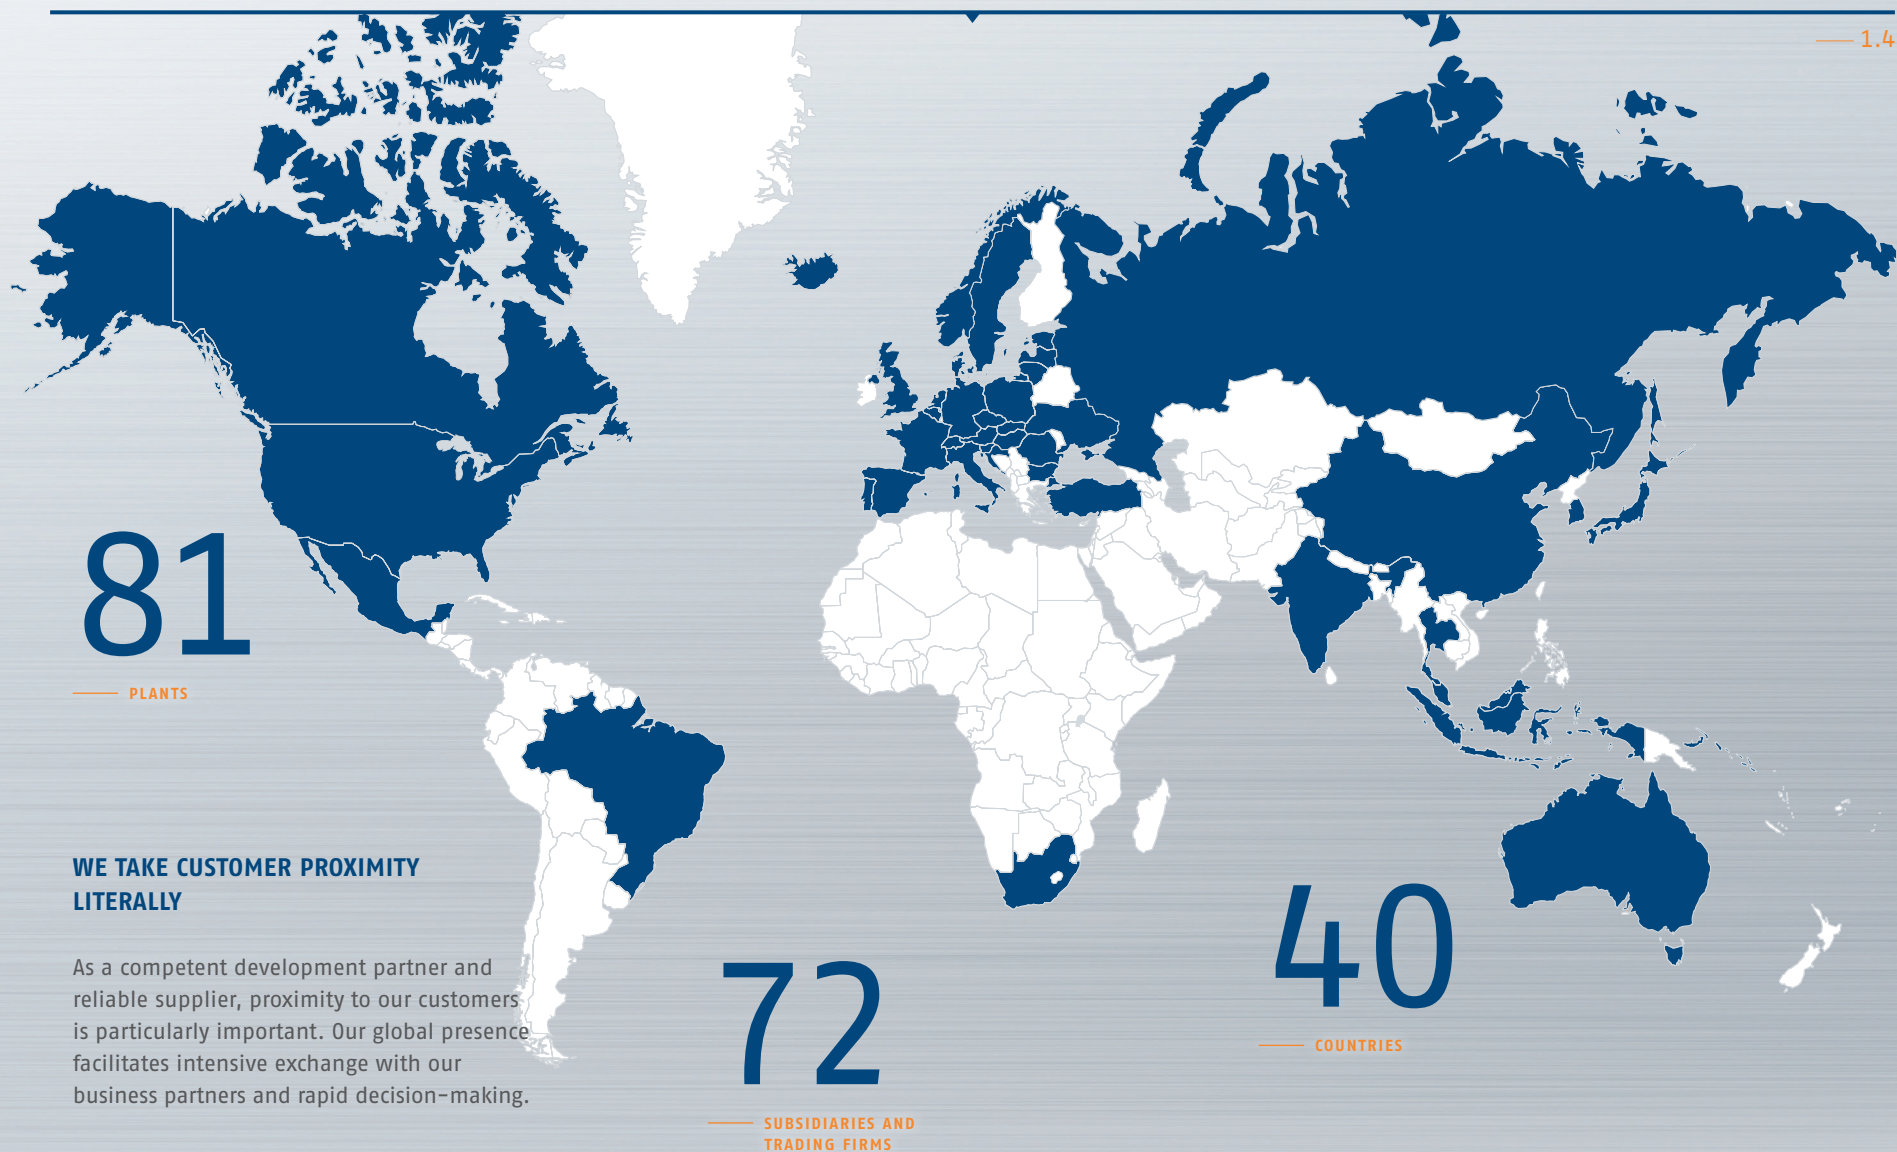 1.4
81
PLANTS
WE TAKE CUSTOMER PROXIMITY
LITERALLY
As a competent development partner and
reliable supplier, proximity to our customers
is particularly important. Our global presence
facilitates intensive exchange with our
business partners and rapid decision-making.
72
SUBSIDIARIES AND
TRADING FIRMS
40
COUNTRIES